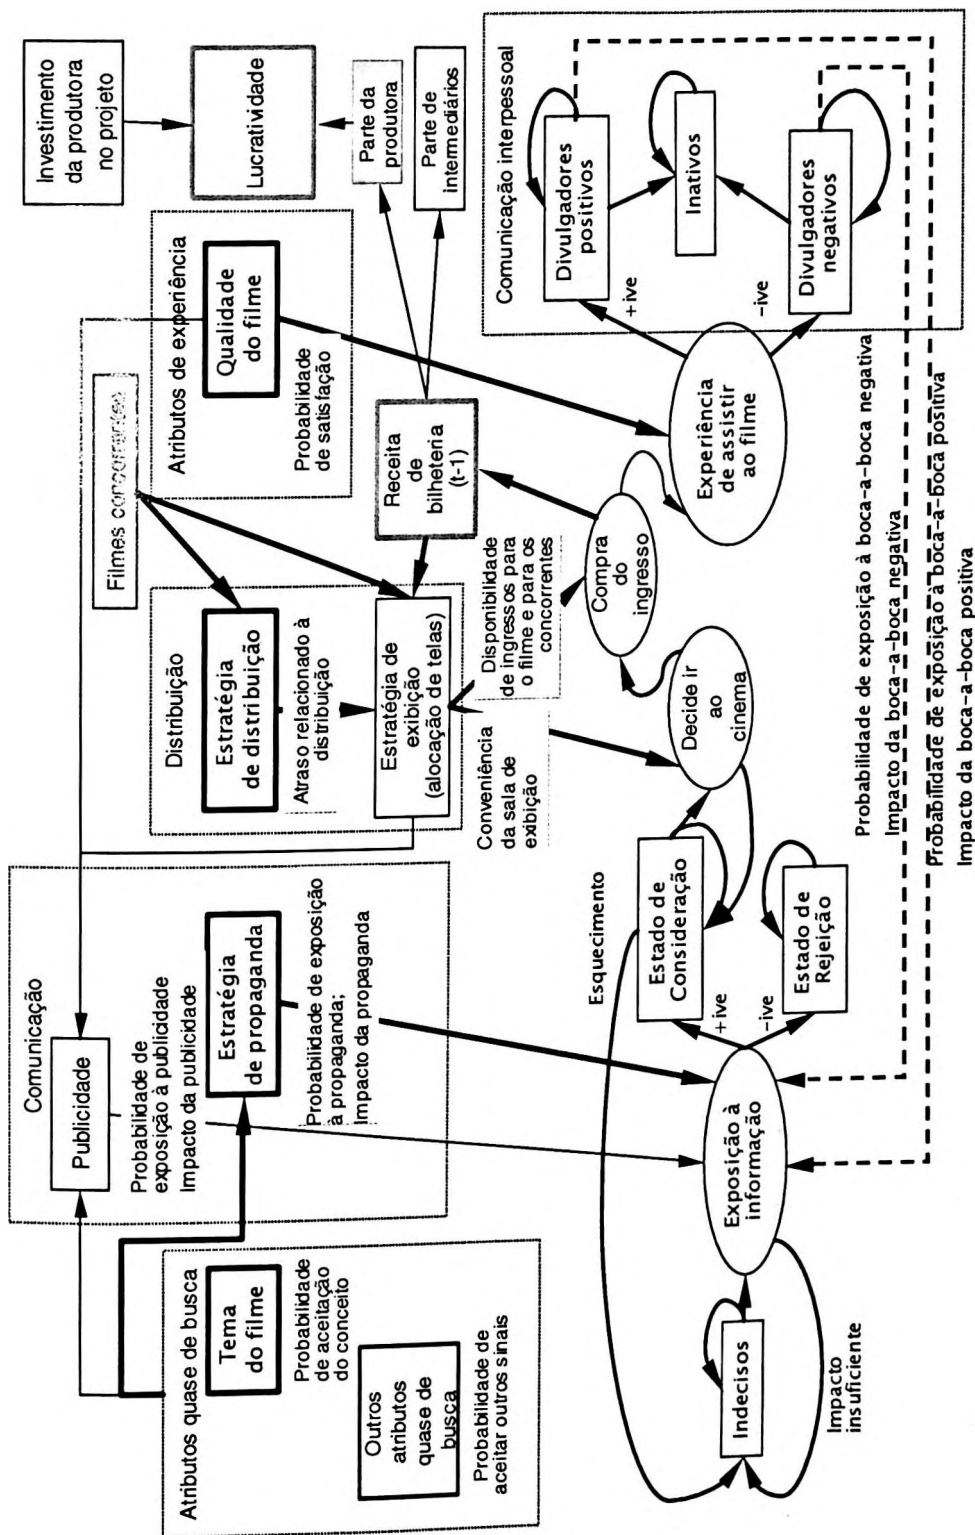 Atributos quase de busca
Tema
do filme
Probabilidade
de aceitação
do conceito
Outros
atributos
quase de
busca
Probabilidade de
aceitar outros sinais
Comunicação
Publicidade
Probabilidade de
exposição à publicidade
Impacto da publicidade
Estratégia
de propaganda
Probabilidade de exposição
à propaganda;
Impacto da propaganda
Filmes concorrentes
Distribuição
Estratégia
de distribuição
Atraso relacionado à
distribuição
Estratégia de
exibição
(alocação de telas)
Atributos de experiência
Qualidade
do filme
Probabilidade
de satisfação
Investimento
da produtora
no projeto
Lucratividade
Parte da
produtora
Parte de
intermediários
Receita
de
bilheteria
(t-1)
Conveniência
da sala de
exibição
Disponibilidade
de ingressos para
o filme e para os
concorrentes
Indecisos
Impacto
insuficiente
Exposição à
informação
+ive
-ive
Esquecimento
Estado de
Consideração
Estado de
Rejeição
Decide ir
ao
cinema
Compra
do
ingresso
Experiência
de assistir
ao filme
+ive
-ive
Comunicação interpessoal
Divulgadores
positivos
Inativos
Divulgadores
negativos
Probabilidade de exposição à boca-a-boca negativa
Impacto da boca-a-boca negativa
Probabilidade de exposição à boca-a-boca positiva
Impacto da boca-a-boca positiva